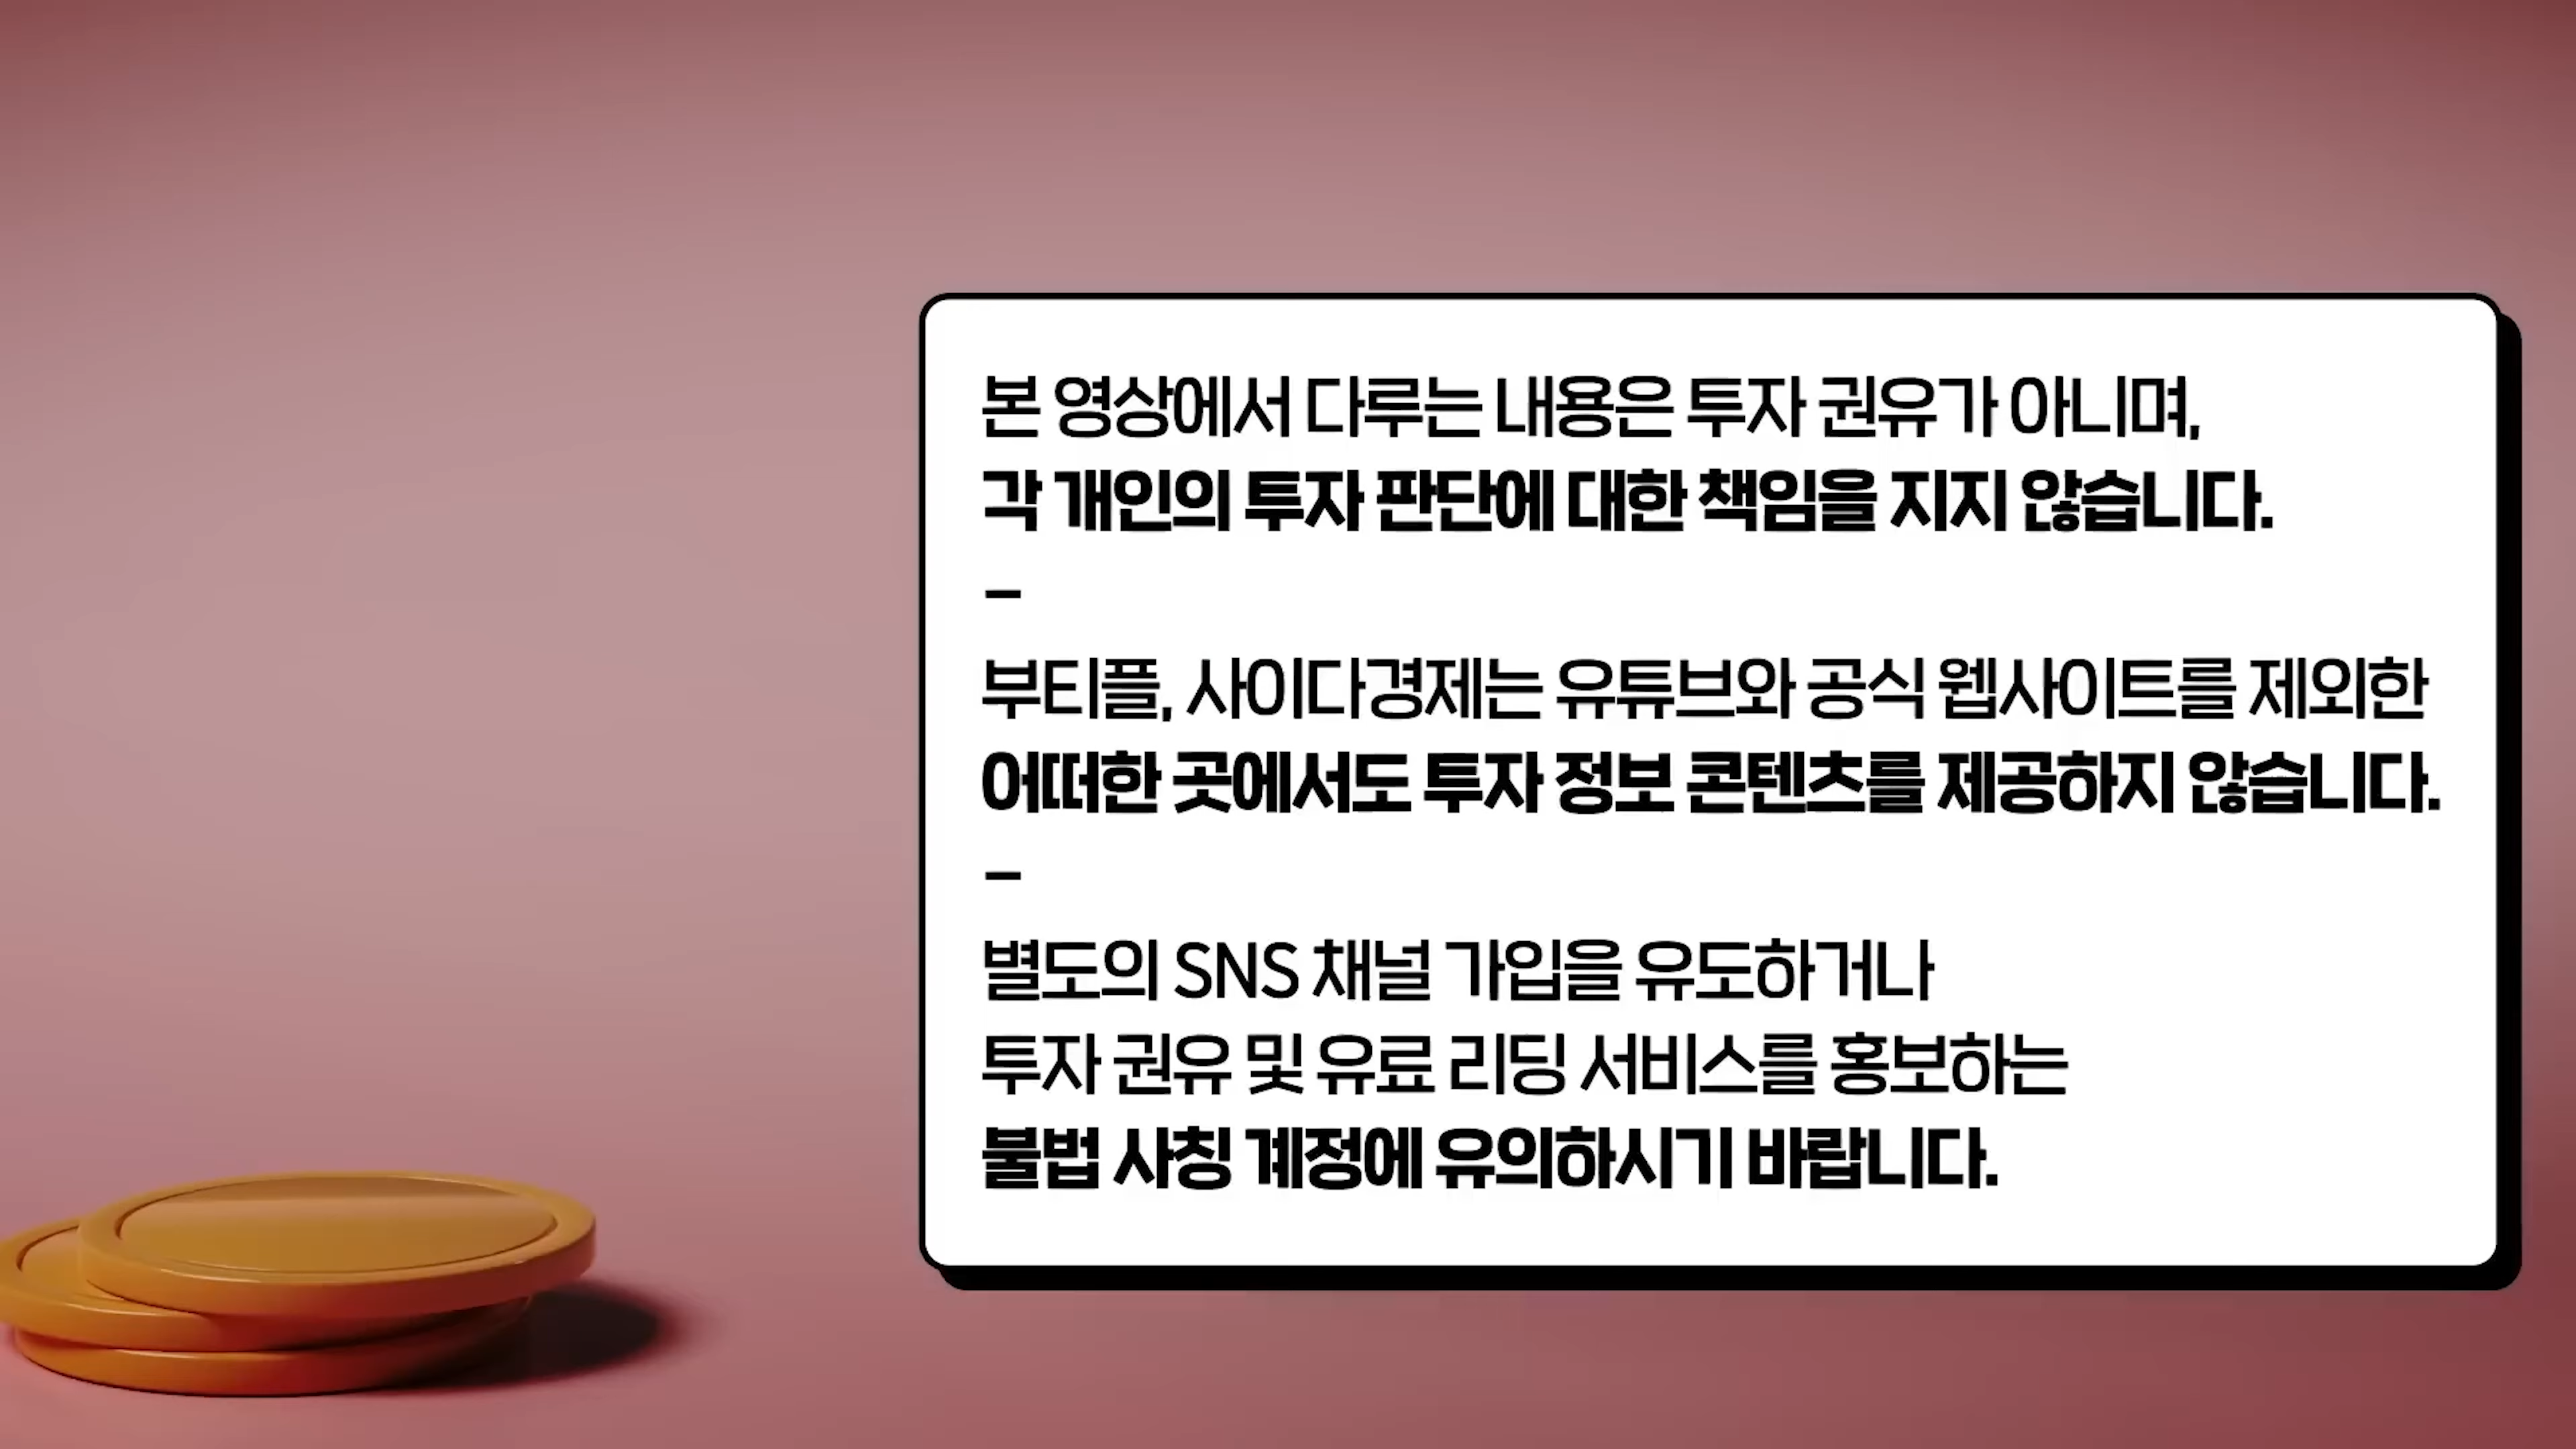 본 영상에서 다루는 내용은 투자 권유가 아니며,
각 개인의 투자 판단에 대한 책임을 지지 않습니다.
–
부티플, 사이다경제는 유튜브와 공식 웹사이트를 제외한
어떠한 곳에서도 투자 정보 콘텐츠를 제공하지 않습니다.
–
별도의 SNS 채널 가입을 유도하거나
투자 권유 및 유료 리딩 서비스를 홍보하는
불법 사칭 계정에 유의하시기 바랍니다.